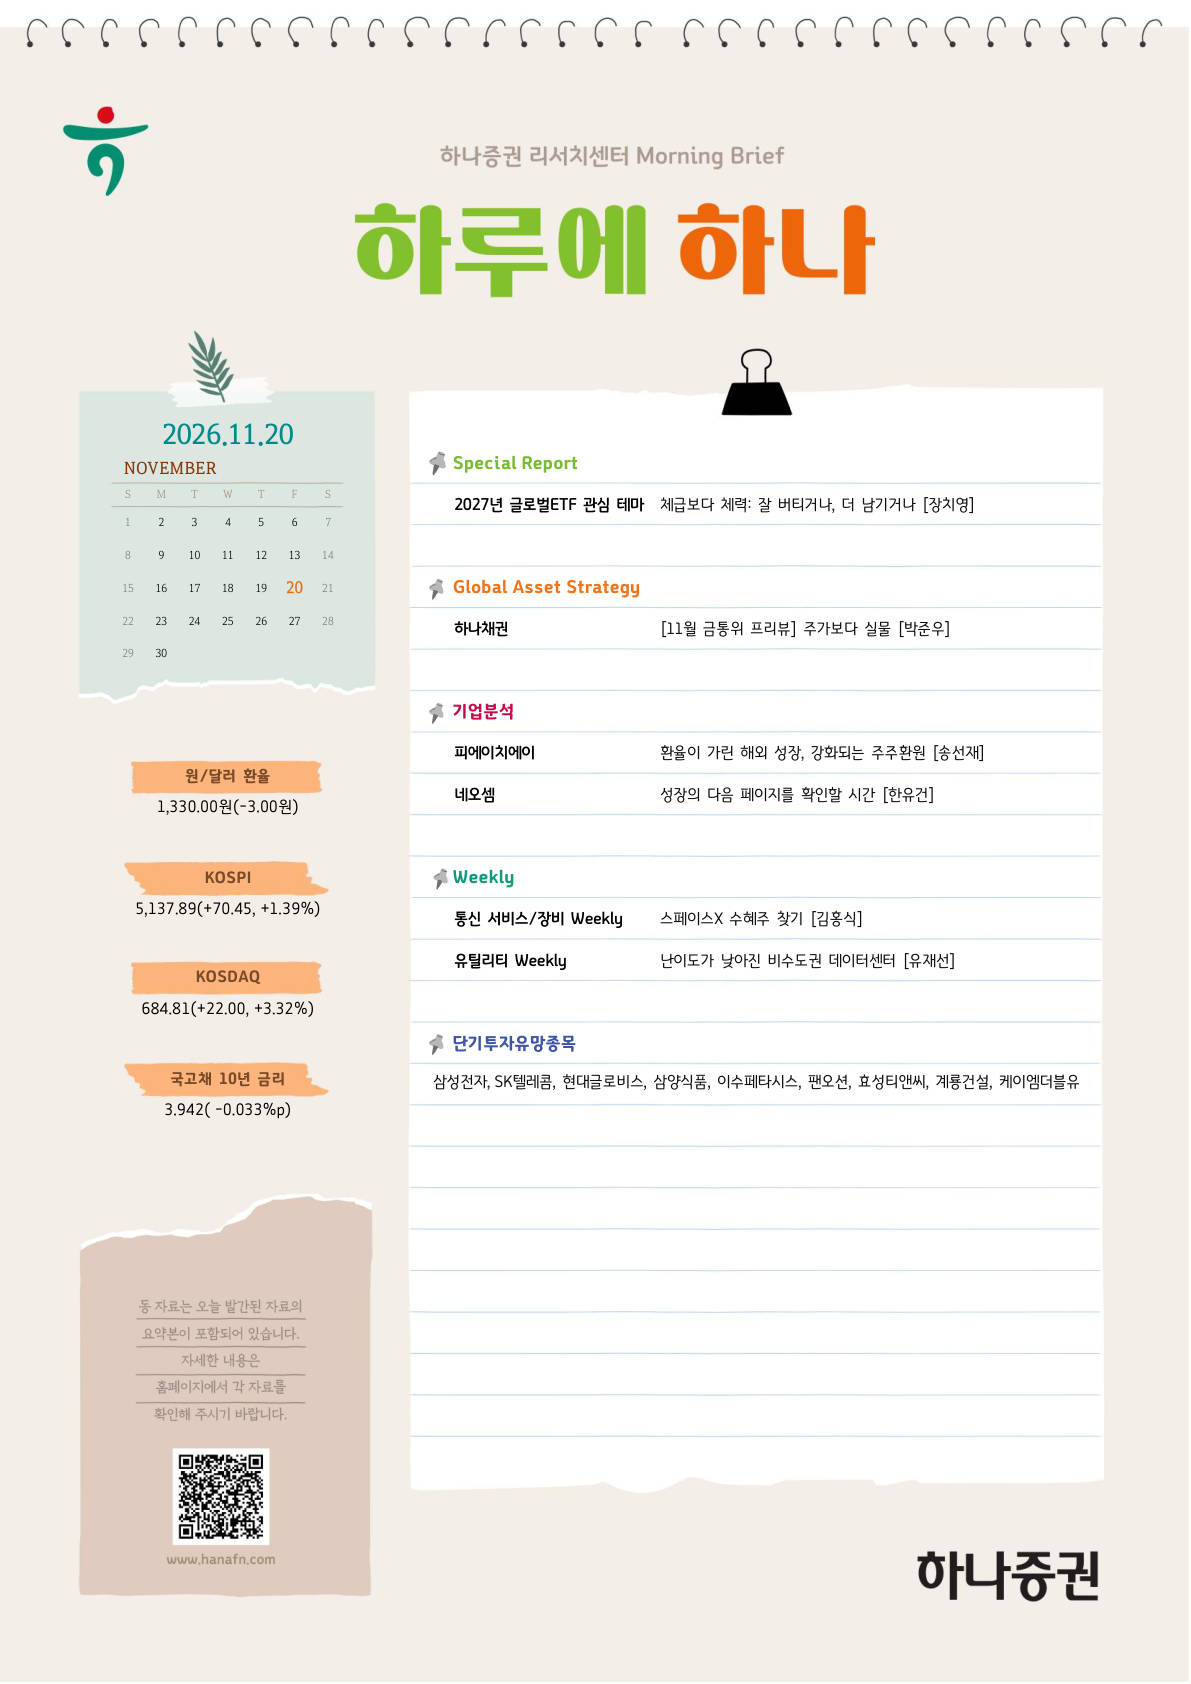 하나증권 리서치센터 Morning Brief
하루에 하나
2026.11.20
NOVEMBER
S M T W T F S
1 2 3 4 5 6 7
8 9 10 11 12 13 14
15 16 17 18 19 20 21
22 23 24 25 26 27 28
29 30
원/달러 환율
1,330.00원(-3.00원)
KOSPI
5,137.89(+70.45, +1.39%)
KOSDAQ
684.81(+22.00, +3.32%)
국고채 10년 금리
3.942( -0.033%p)
동 자료는 오늘 발간된 자료의
요약본이 포함되어 있습니다.
자세한 내용은
홈페이지에서 각 자료를
확인해 주시기 바랍니다.
www.hanafn.com
Special Report
2027년 글로벌ETF 관심 테마 체급보다 체력: 잘 버티거나, 더 남기거나 [장치영]
Global Asset Strategy
하나채권 [11월 금통위 프리뷰] 주가보다 실물 [박준우]
기업분석
피에이치에이 환율이 가린 해외 성장, 강화되는 주주환원 [송선재]
네오셈 성장의 다음 페이지를 확인할 시간 [한유건]
Weekly
통신 서비스/장비 Weekly 스페이스X 수혜주 찾기 [김홍식]
유틸리티 Weekly 난이도가 낮아진 비수도권 데이터센터 [유재선]
단기투자유망종목
삼성전자, SK텔레콤, 현대글로비스, 삼양식품, 이수페타시스, 팬오션, 효성티앤씨, 계룡건설, 케이엠더블유
하나증권